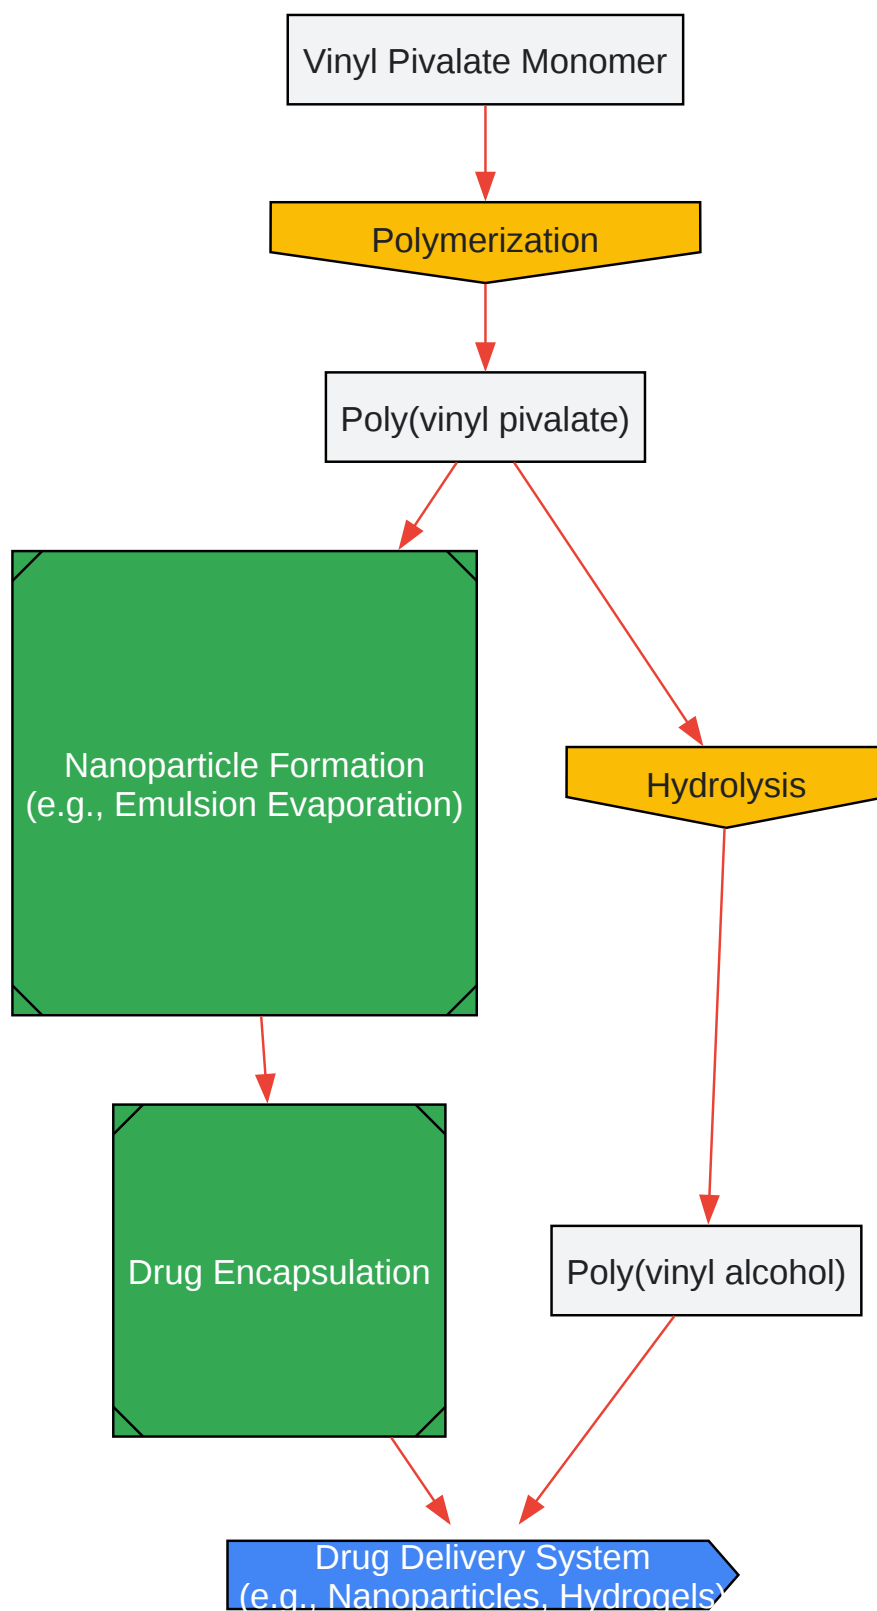 Vinyl Pivalate Monomer
Polymerization
Poly(vinyl pivalate)
Nanoparticle Formation
(e.g., Emulsion Evaporation)
Hydrolysis
Drug Encapsulation
Poly(vinyl alcohol)
Drug Delivery System
(e.g., Nanoparticles, Hydrogels)